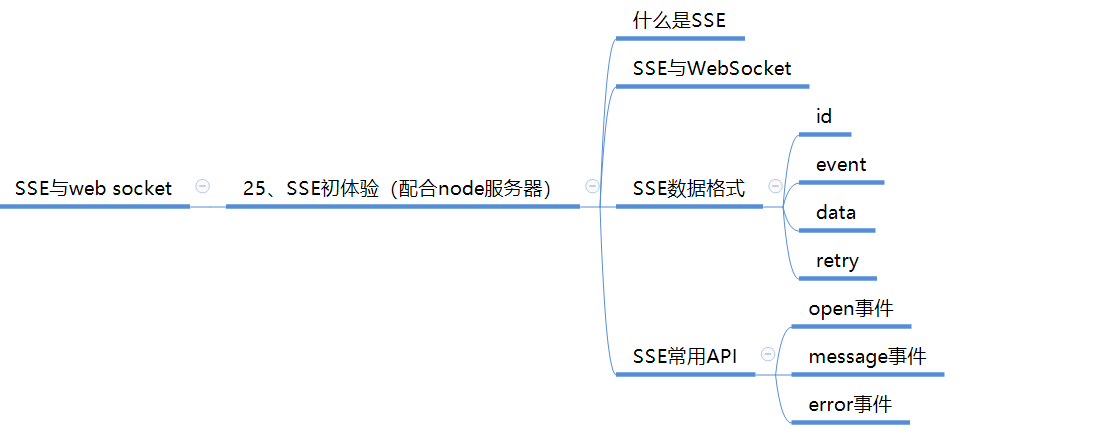 SSE与web socket
25、SSE初体验（配合node服务器）
什么是SSE
SSE与WebSocket
SSE数据格式
id
event
data
retry
SSE常用API
open事件
message事件
error事件